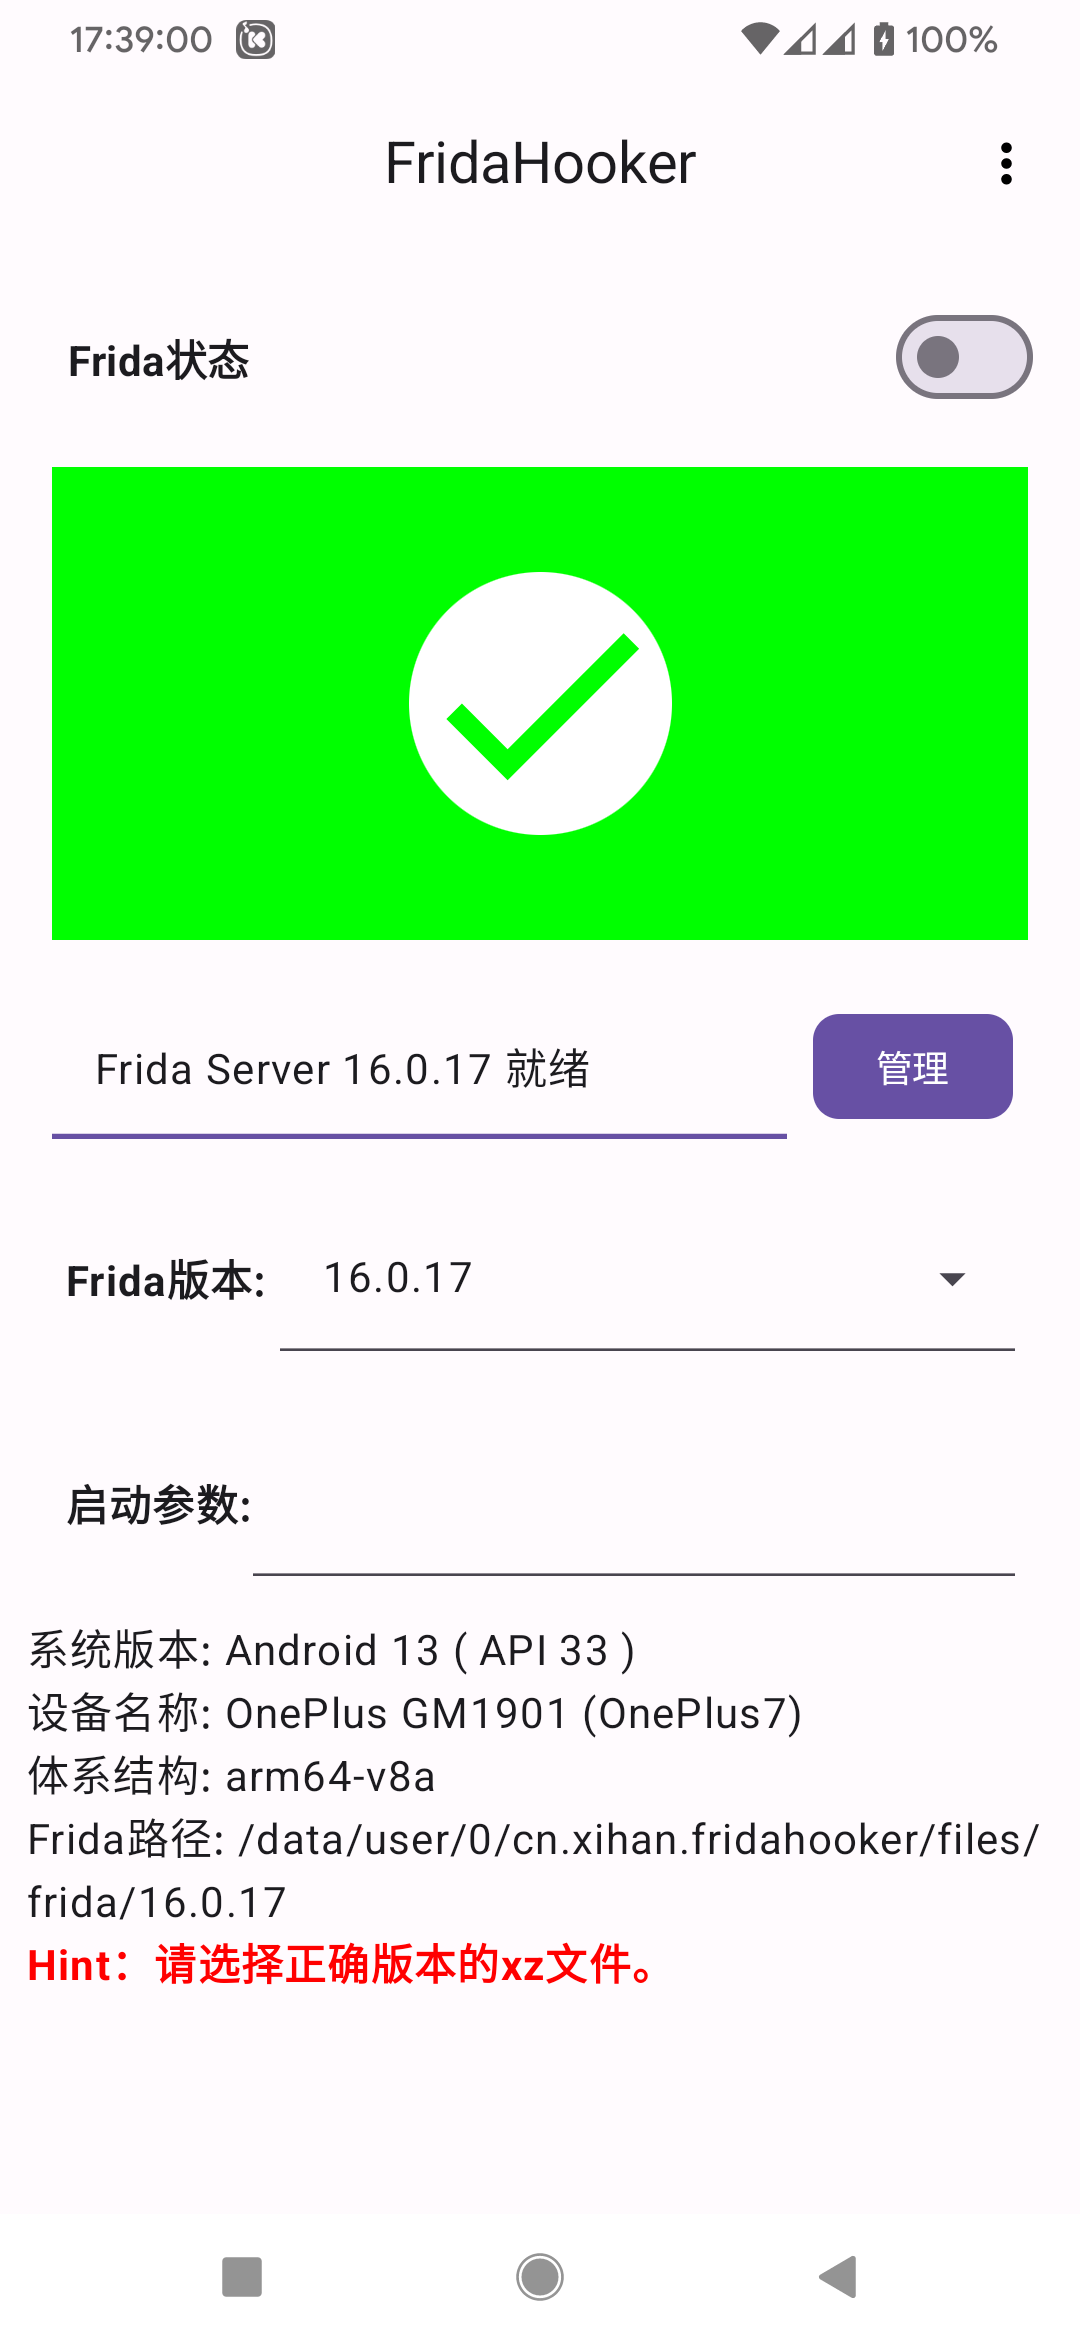 17:39:00 100%
FridaHooker
Frida状态
Frida Server 16.0.17 就绪
管理
Frida版本: 16.0.17
启动参数:
系统版本: Android 13 ( API 33 )
设备名称: OnePlus GM1901 (OnePlus7)
体系结构: arm64-v8a
Frida路径: /data/user/0/cn.xihan.fridahooker/files/
frida/16.0.17
Hint：请选择正确版本的xz文件。